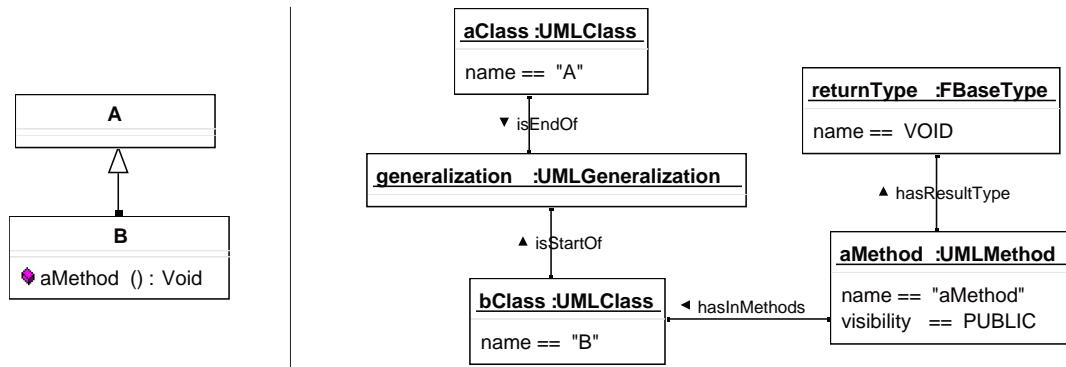 A
B
aMethod () : Void
aClass :UMLClass
name == "A"
▼ isEndOf
generalization :UMLGeneralization
▲ isStartOf
bClass :UMLClass
name == "B"
◀ hasInMethods
returnType :FBaseType
name == VOID
▲ hasResultType
aMethod :UMLMethod
name == "aMethod"
visibility == PUBLIC